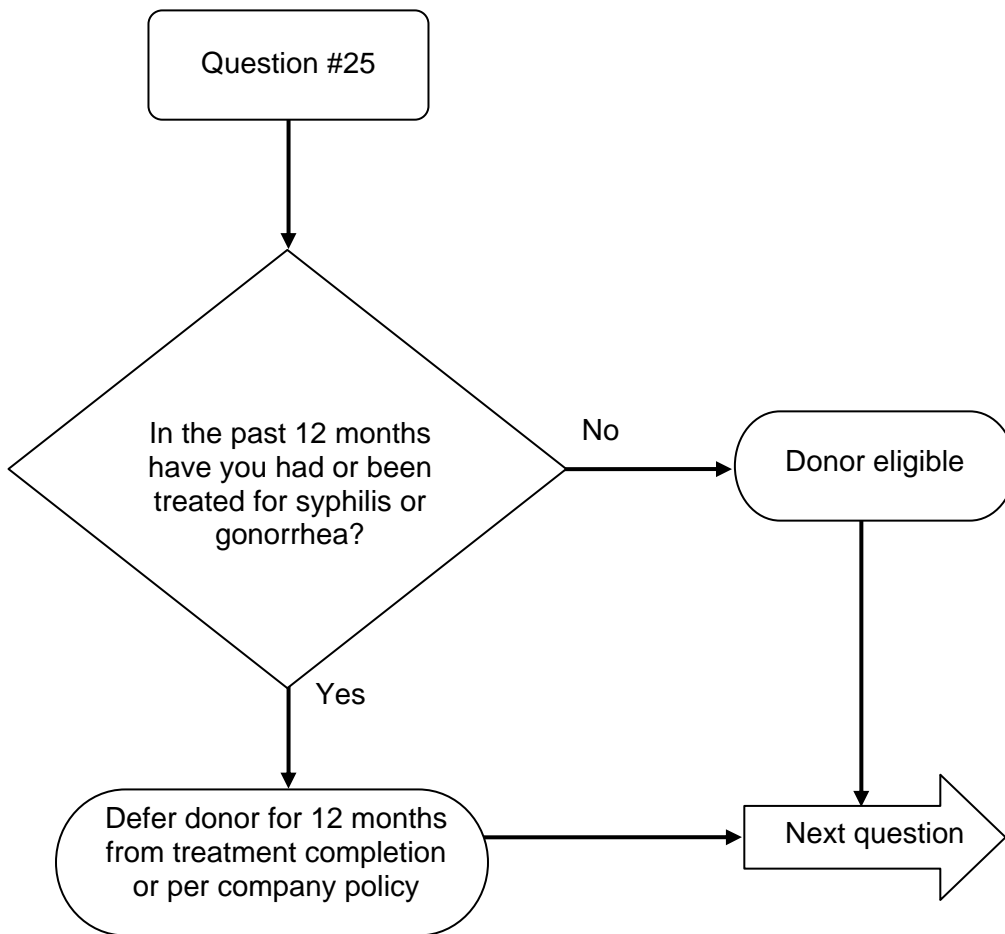 Question #25
In the past 12 months
have you had or been
treated for syphilis or
gonorrhea?
No
Donor eligible
Yes
Defer donor for 12 months
from treatment completion
or per company policy
Next question